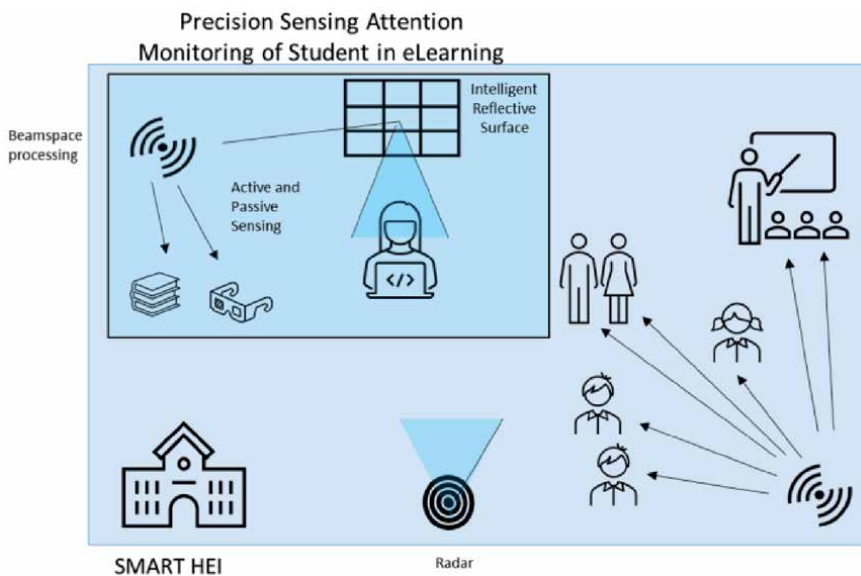 Precision Sensing Attention
Monitoring of Student in eLearning
Beamspace
processing
Intelligent
Reflective
Surface
Active and
Passive
Sensing
</>
SMART HEI
Radar